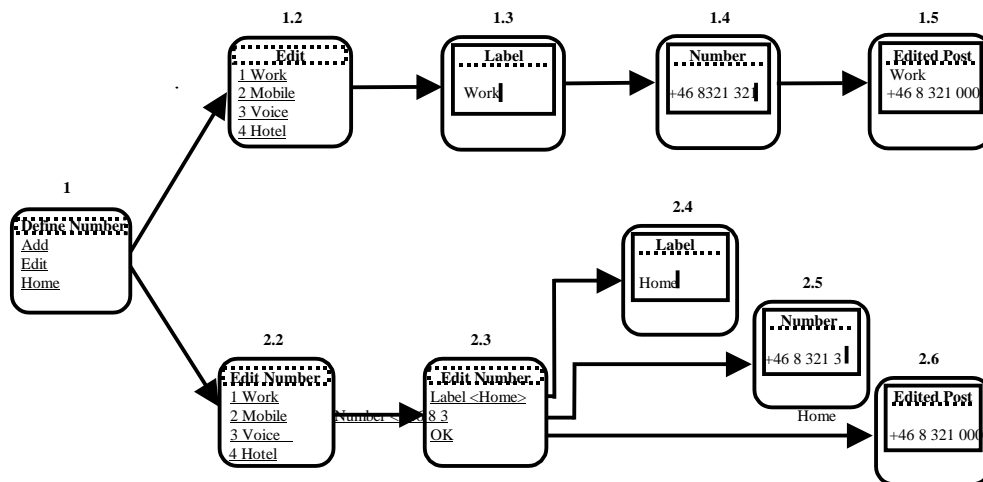 1.2
1.3
1.4
1.5
Edit
1 Work
2 Mobile
3 Voice
4 Hotel
Label
Work
Number
+46 8321 321
Edited Post
Work
+46 8 321 000
1
Define Number
Add
Edit
Home
2.4
Label
Home
2.5
Number
+46 8 321 3
2.2
Edit Number
1 Work
2 Mobile
3 Voice
4 Hotel
2.3
Edit Number
Label <Home>
Number < 8 3
OK
2.6
Edited Post
Home
+46 8 321 000